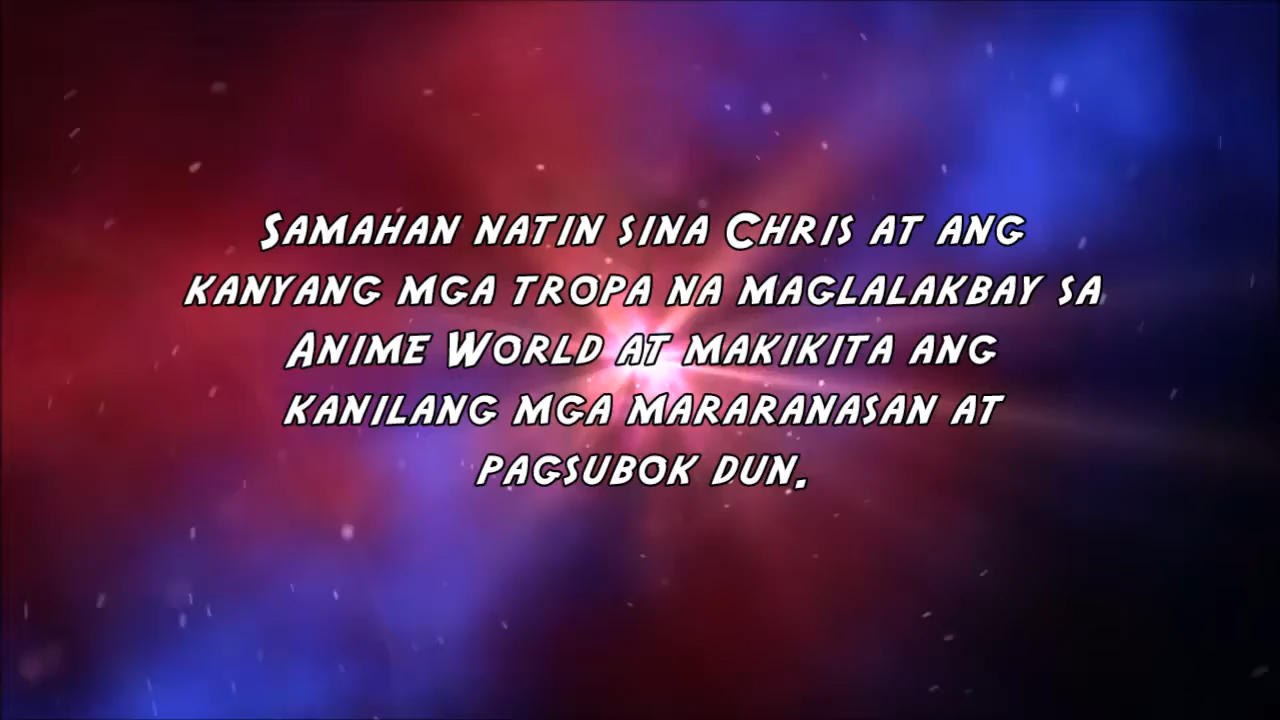 Samahan natin sina Chris at ang
kanyang mga tropa na maglalakbay sa
Anime World at makikita ang
kanilang mga mararanasan at
pagsubok dun.